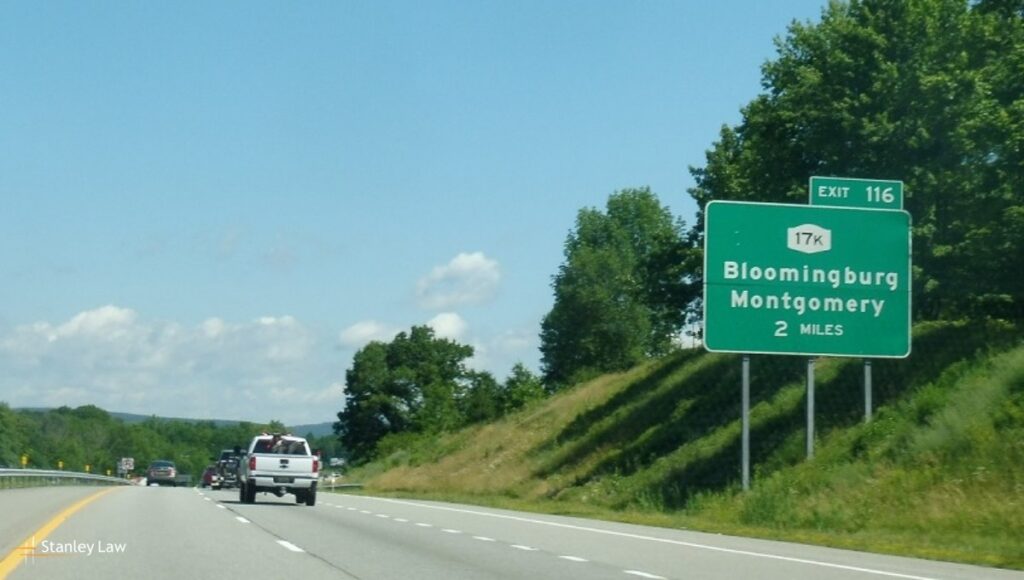 EXIT 116
17K
Bloomingburg
Montgomery
2 MILES
Stanley Law